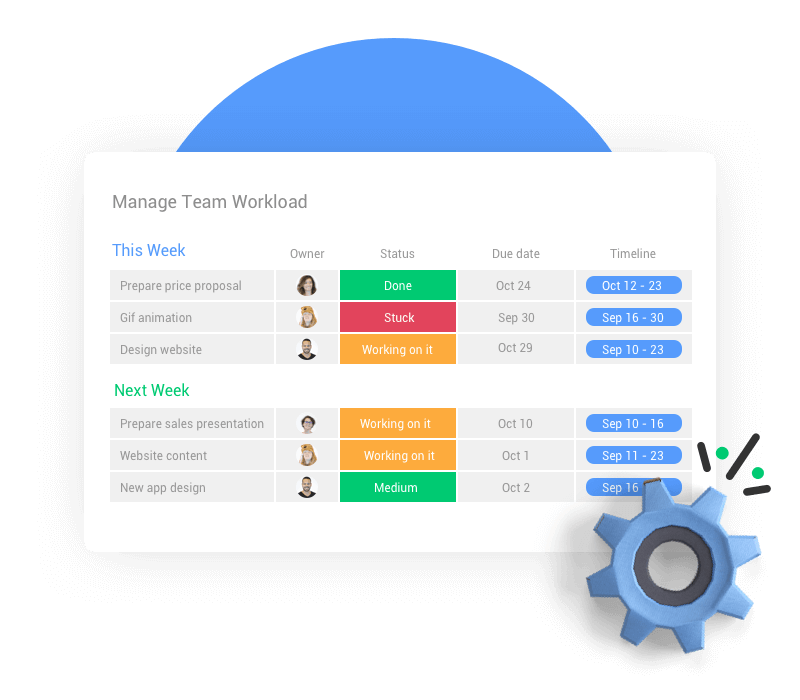 Manage Team Workload
This Week Owner Status Due date Timeline
Prepare price proposal Done Oct 24 Oct 12 - 23
Gif animation Stuck Sep 30 Sep 16 - 30
Design website Working on it Oct 29 Sep 10 - 23
Next Week
Prepare sales presentation Working on it Oct 10 Sep 10 - 16
Website content Working on it Oct 1 Sep 11 - 23
New app design Medium Oct 2 Sep 16